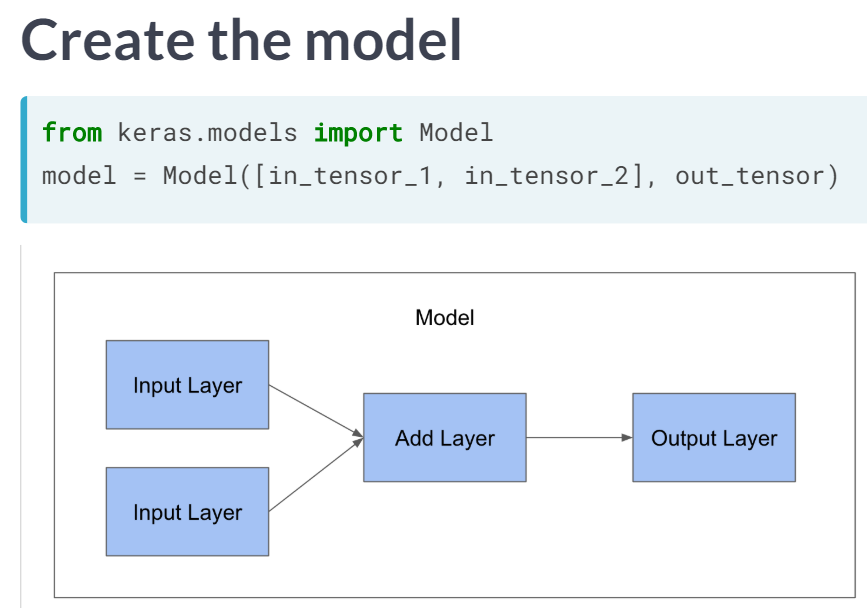 Create the model
from keras.models import Model
model = Model([in_tensor_1, in_tensor_2], out_tensor)
Model
Input Layer
Add Layer
Output Layer
Input Layer